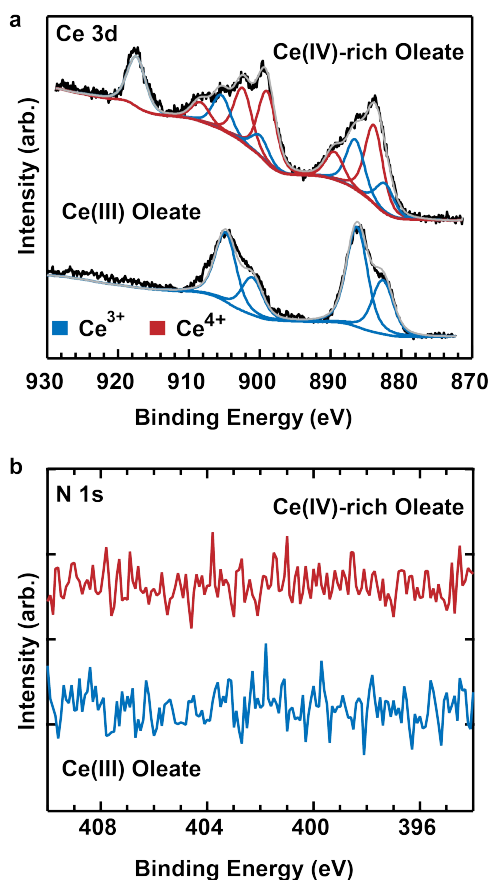 a
Ce 3d
Ce(IV)-rich Oleate
Intensity (arb.)
Ce(III) Oleate
Ce3+ Ce4+
930 920 910 900 890 880 870
Binding Energy (eV)
b
N 1s
Ce(IV)-rich Oleate
Intensity (arb.)
Ce(III) Oleate
408 404 400 396
Binding Energy (eV)